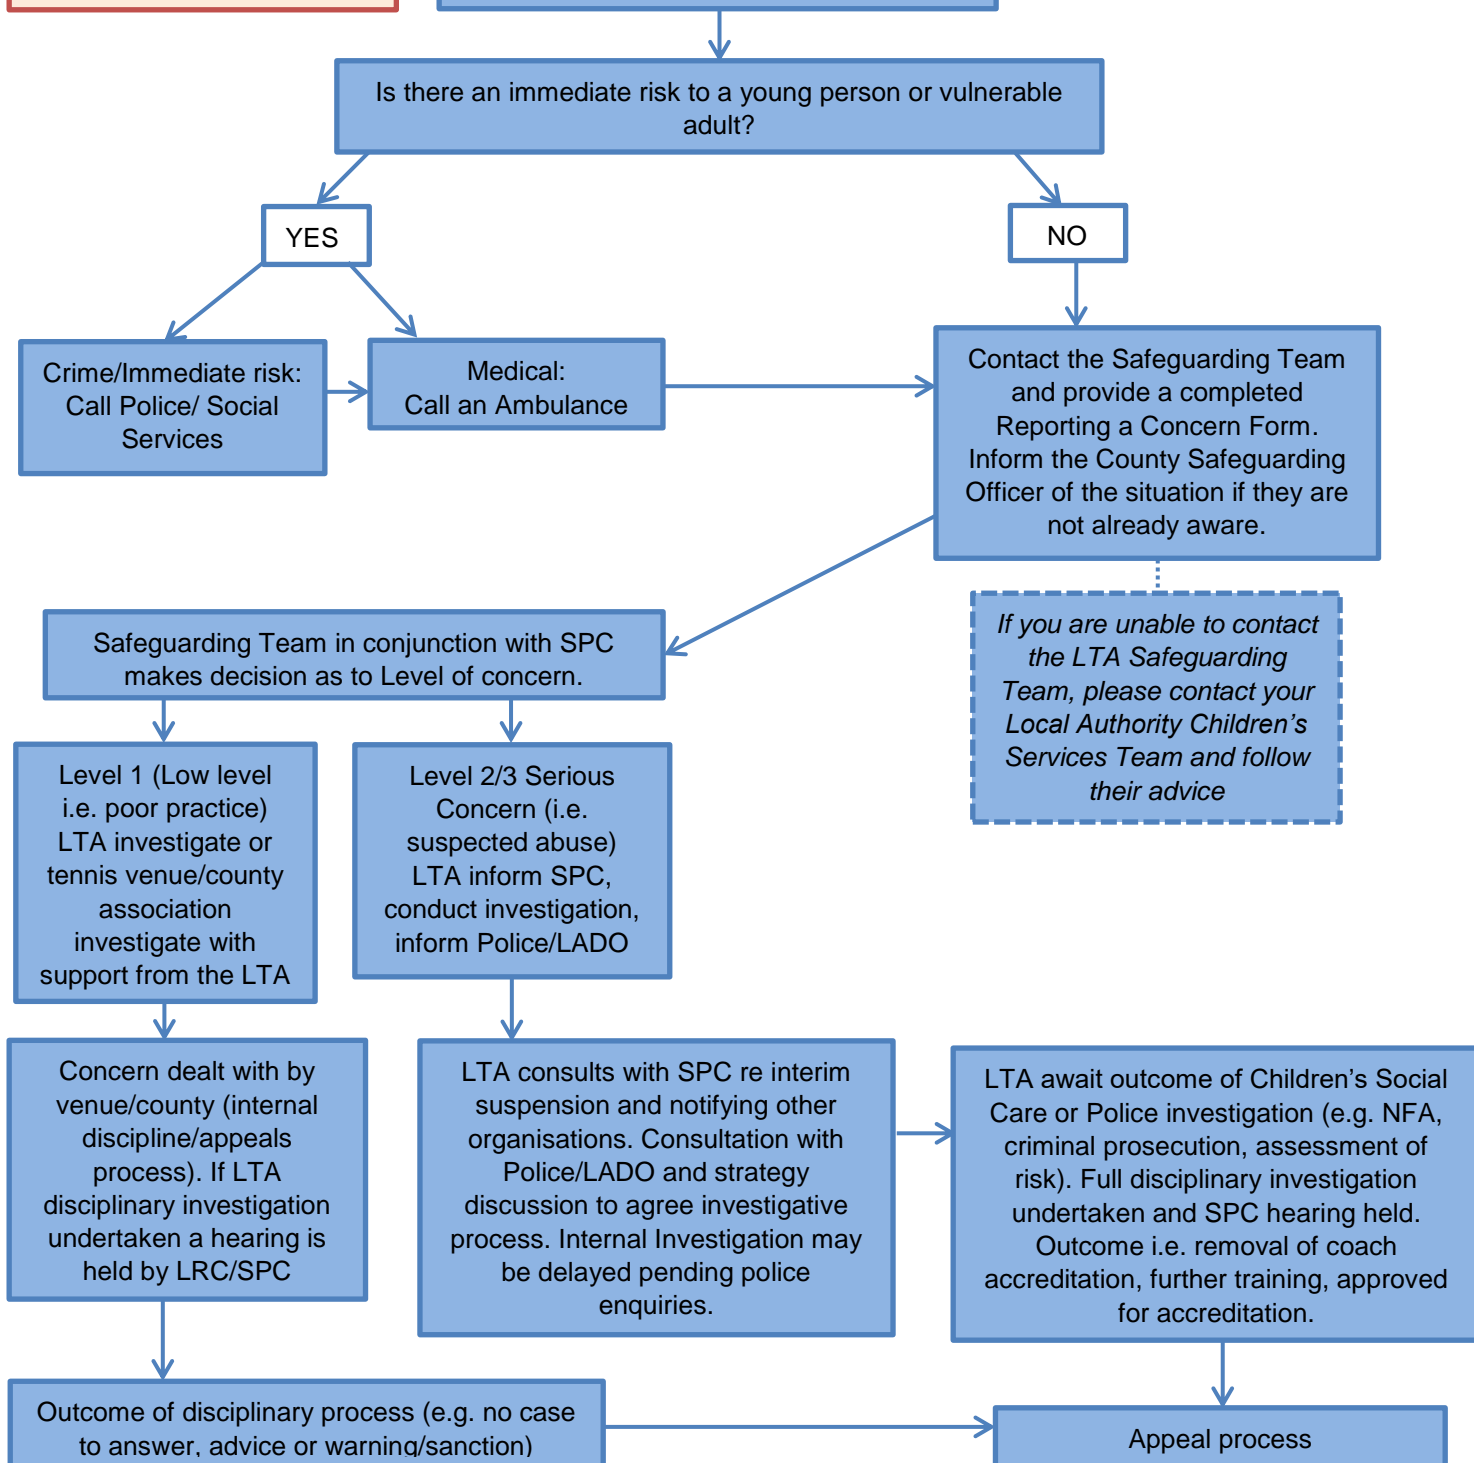 Is there an immediate risk to a young person or vulnerable
adult?
YES
NO
Crime/Immediate risk:
Call Police/ Social
Services
Medical:
Call an Ambulance
Contact the Safeguarding Team
and provide a completed
Reporting a Concern Form.
Inform the County Safeguarding
Officer of the situation if they are
not already aware.
If you are unable to contact
the LTA Safeguarding
Team, please contact your
Local Authority Children’s
Services Team and follow
their advice
Safeguarding Team in conjunction with SPC
makes decision as to Level of concern.
Level 1 (Low level
i.e. poor practice)
LTA investigate or
tennis venue/county
association
investigate with
support from the LTA
Level 2/3 Serious
Concern (i.e.
suspected abuse)
LTA inform SPC,
conduct investigation,
inform Police/LADO
Concern dealt with by
venue/county (internal
discipline/appeals
process). If LTA
disciplinary investigation
undertaken a hearing is
held by LRC/SPC
LTA consults with SPC re interim
suspension and notifying other
organisations. Consultation with
Police/LADO and strategy
discussion to agree investigative
process. Internal Investigation may
be delayed pending police
enquiries.
LTA await outcome of Children’s Social
Care or Police investigation (e.g. NFA,
criminal prosecution, assessment of
risk). Full disciplinary investigation
undertaken and SPC hearing held.
Outcome i.e. removal of coach
accreditation, further training, approved
for accreditation.
Outcome of disciplinary process (e.g. no case
to answer, advice or warning/sanction)
Appeal process